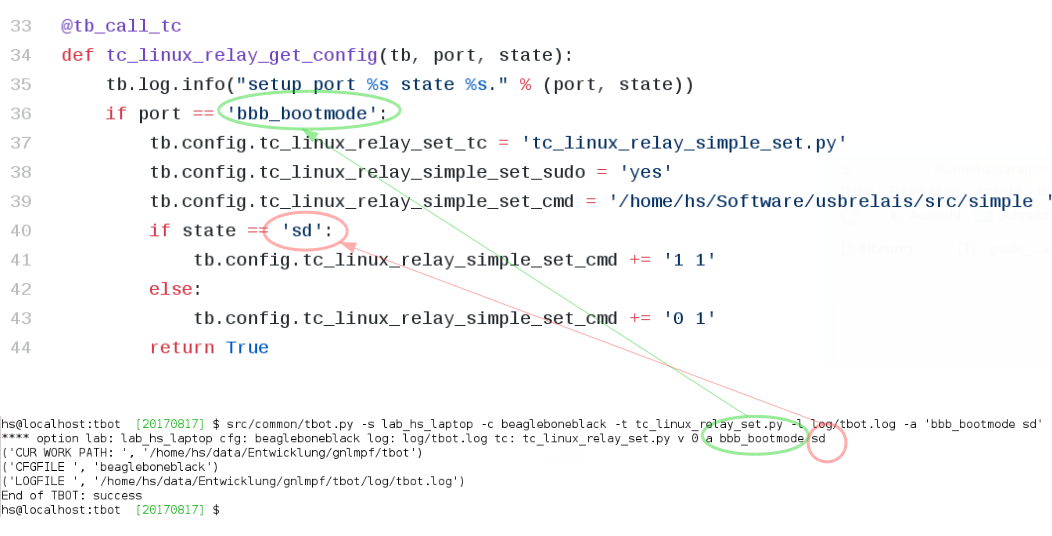 33 @tb_call_tc
34 def tc_linux_relay_get_config(tb, port, state):
35 tb.log.info("setup port %s state %s." % (port, state))
36 if port == 'bbb_bootmode':
37 tb.config.tc_linux_relay_set_tc = 'tc_linux_relay_simple_set.py'
38 tb.config.tc_linux_relay_simple_set_sudo = 'yes'
39 tb.config.tc_linux_relay_simple_set_cmd = '/home/hs/Software/usbrelais/src/simple '
40 if state == 'sd':
41 tb.config.tc_linux_relay_simple_set_cmd += '1 1'
42 else:
43 tb.config.tc_linux_relay_simple_set_cmd += '0 1'
44 return True
hs@localhost:tbot [20170817] $ src/common/tbot.py -s lab_hs_laptop -c beagleboneblack -t tc_linux_relay_set.py -l log/tbot.log -a 'bbb_bootmode sd'
**** option lab: lab_hs_laptop cfg: beagleboneblack log: log/tbot.log tc: tc_linux_relay_set.py v 0 a bbb_bootmode sd
('CUR WORK PATH: ', '/home/hs/data/Entwicklung/gnlmpf/tbot')
('CFGFILE ', 'beagleboneblack')
('LOGFILE ', '/home/hs/data/Entwicklung/gnlmpf/tbot/log/tbot.log')
End of TBOT: success
hs@localhost:tbot [20170817] $